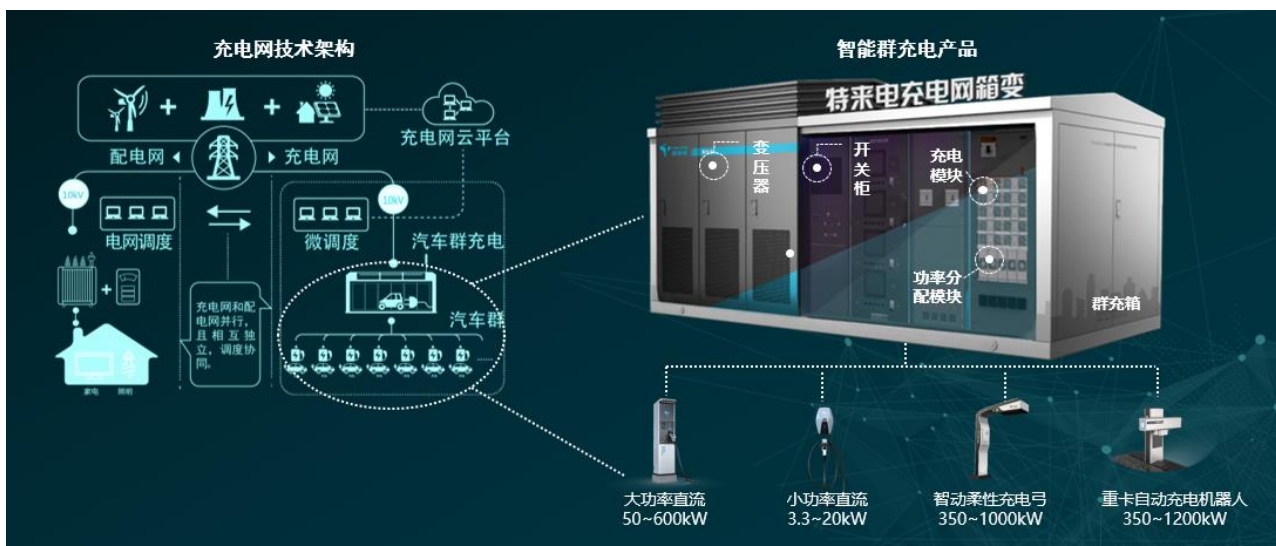 充电网技术架构
智能群充电产品
充电网云平台
配电网
充电网
10kV
10kV
电网调度
微调度
汽车群充电
汽车群
充电网和配
电网并行,
且相互独
立,调度协
同。
家电
照明
特来电充电网箱变
变压器
开关柜
充电
模块
功率分
配模块
群充箱
大功率直流
50~600kW
小功率直流
3.3~20kW
智动柔性充电弓
350~1000kW
重卡自动充电机器人
350~1200kW